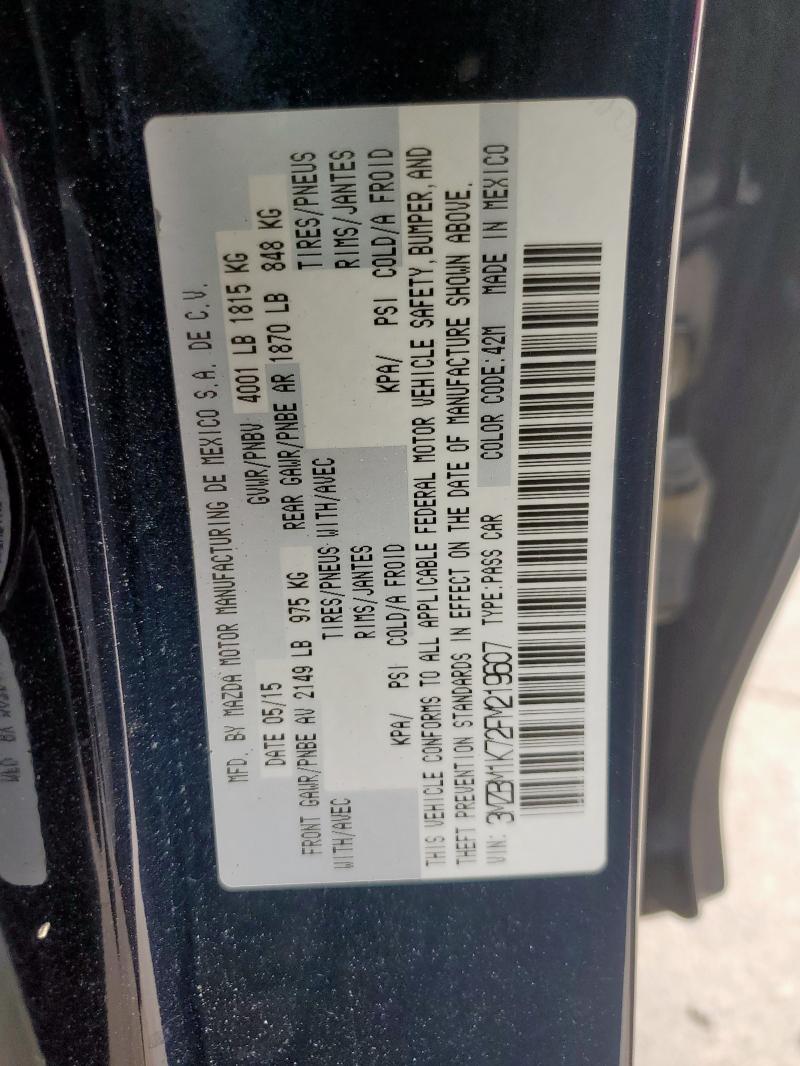 MFD. BY MAZDA MOTOR MANUFACTURING DE MEXICO S.A. DE C.V.
DATE 05/15 GVWR/PNBV 4001 LB 1815 KG
FRONT GAWR/PNBE AV 2149 LB 975 KG REAR GAWR/PNBE AR 1870 LB 848 KG
WITH/AVEC TIRES/PNEUS WITH/AVEC TIRES/PNEUS
RIMS/JANTES RIMS/JANTES
KPA/ PSI COLD/A FROID KPA/ PSI COLD/A FROID
THIS VEHICLE CONFORMS TO ALL APPLICABLE FEDERAL MOTOR VEHICLE SAFETY, BUMPER, AND
THEFT PREVENTION STANDARDS IN EFFECT ON THE DATE OF MANUFACTURE SHOWN ABOVE.
VIN: 3MZBM1K72FM219607 TYPE:PASS CAR COLOR CODE:42M MADE IN MEXICO